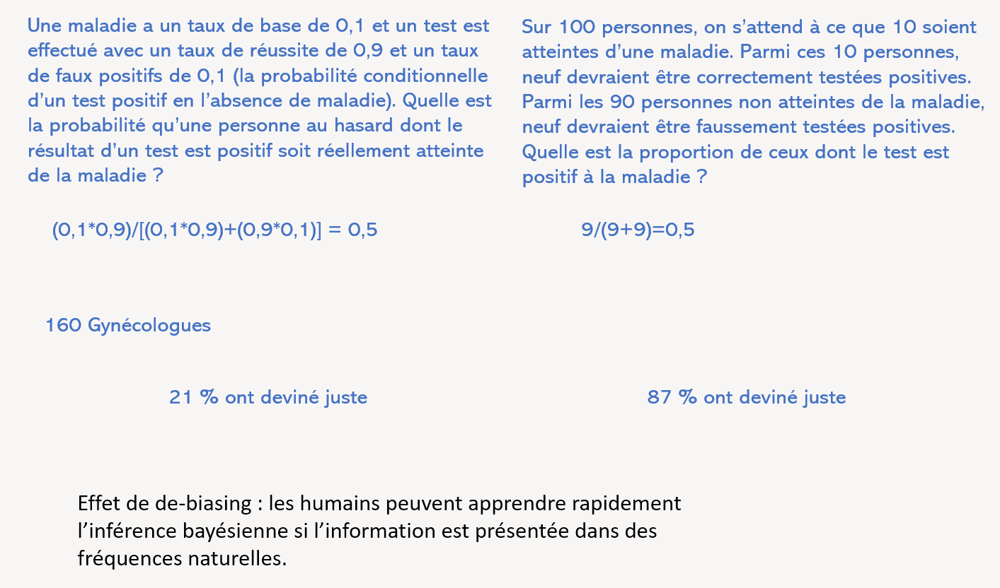 Une maladie a un taux de base de 0,1 et un test est
effectué avec un taux de réussite de 0,9 et un taux
de faux positifs de 0,1 (la probabilité conditionnelle
d’un test positif en l’absence de maladie). Quelle est
la probabilité qu’une personne au hasard dont le
résultat d’un test est positif soit réellement atteinte
de la maladie ?
(0,1*0,9)/[(0,1*0,9)+(0,9*0,1)] = 0,5
Sur 100 personnes, on s’attend à ce que 10 soient
atteintes d’une maladie. Parmi ces 10 personnes,
neuf devraient être correctement testées positives.
Parmi les 90 personnes non atteintes de la maladie,
neuf devraient être faussement testées positives.
Quelle est la proportion de ceux dont le test est
positif à la maladie ?
9/(9+9)=0,5
160 Gynécologues
21 % ont deviné juste
87 % ont deviné juste
Effet de de-biasing : les humains peuvent apprendre rapidement
l’inférence bayésienne si l’information est présentée dans des
fréquences naturelles.